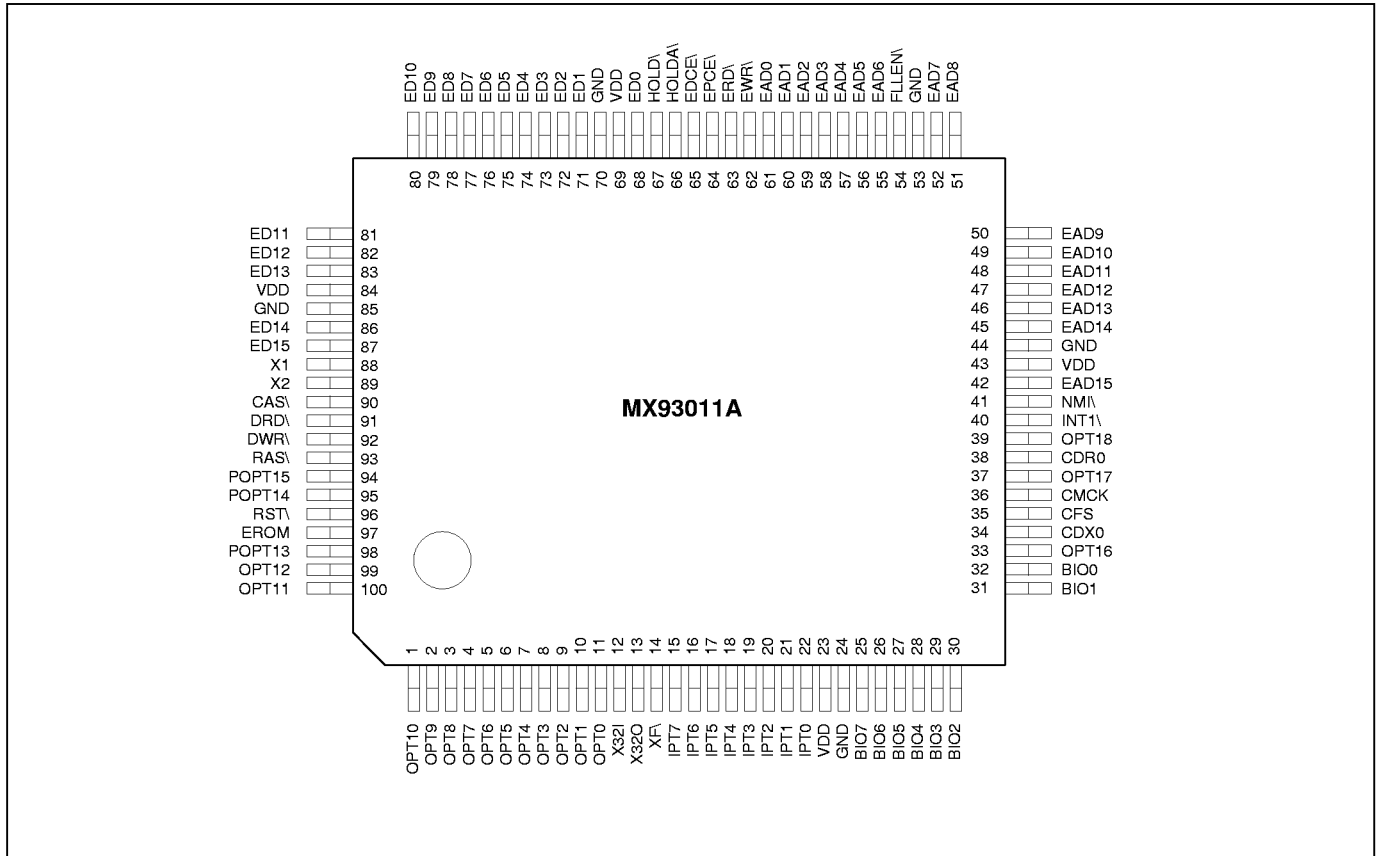 ED10 ED9 ED8 ED7 ED6 ED5 ED4 ED3 ED2 ED1 GND VDD ED0 HOLD\ HOLDA\ EDCE\ EPCE\ ERD\ EWR\ EAD0 EAD1 EAD2 EAD3 EAD4 EAD5 EAD6 FLLEN\ GND EAD7 EAD8
80 79 78 77 76 75 74 73 72 71 70 69 68 67 66 65 64 63 62 61 60 59 58 57 56 55 54 53 52 51
ED11 81 50 EAD9
ED12 82 49 EAD10
ED13 83 48 EAD11
VDD 84 47 EAD12
GND 85 46 EAD13
ED14 86 45 EAD14
ED15 87 44 GND
X1 88 43 VDD
X2 89 42 EAD15
CAS\ 90 41 NMI\
MX93011A
DRD\ 91 40 INT1\
DWR\ 92 39 OPT18
RAS\ 93 38 CDR0
POPT15 94 37 OPT17
POPT14 95 36 CMCK
RST\ 96 35 CFS
EROM 97 34 CDX0
POPT13 98 33 OPT16
OPT12 99 32 BIO0
OPT11 100 31 BIO1
1 2 3 4 5 6 7 8 9 10 11 12 13 14 15 16 17 18 19 20 21 22 23 24 25 26 27 28 29 30
OPT10 OPT9 OPT8 OPT7 OPT6 OPT5 OPT4 OPT3 OPT2 OPT1 OPT0 X32I X32O XF\ IPT7 IPT6 IPT5 IPT4 IPT3 IPT2 IPT1 IPT0 VDD GND BIO7 BIO6 BIO5 BIO4 BIO3 BIO2